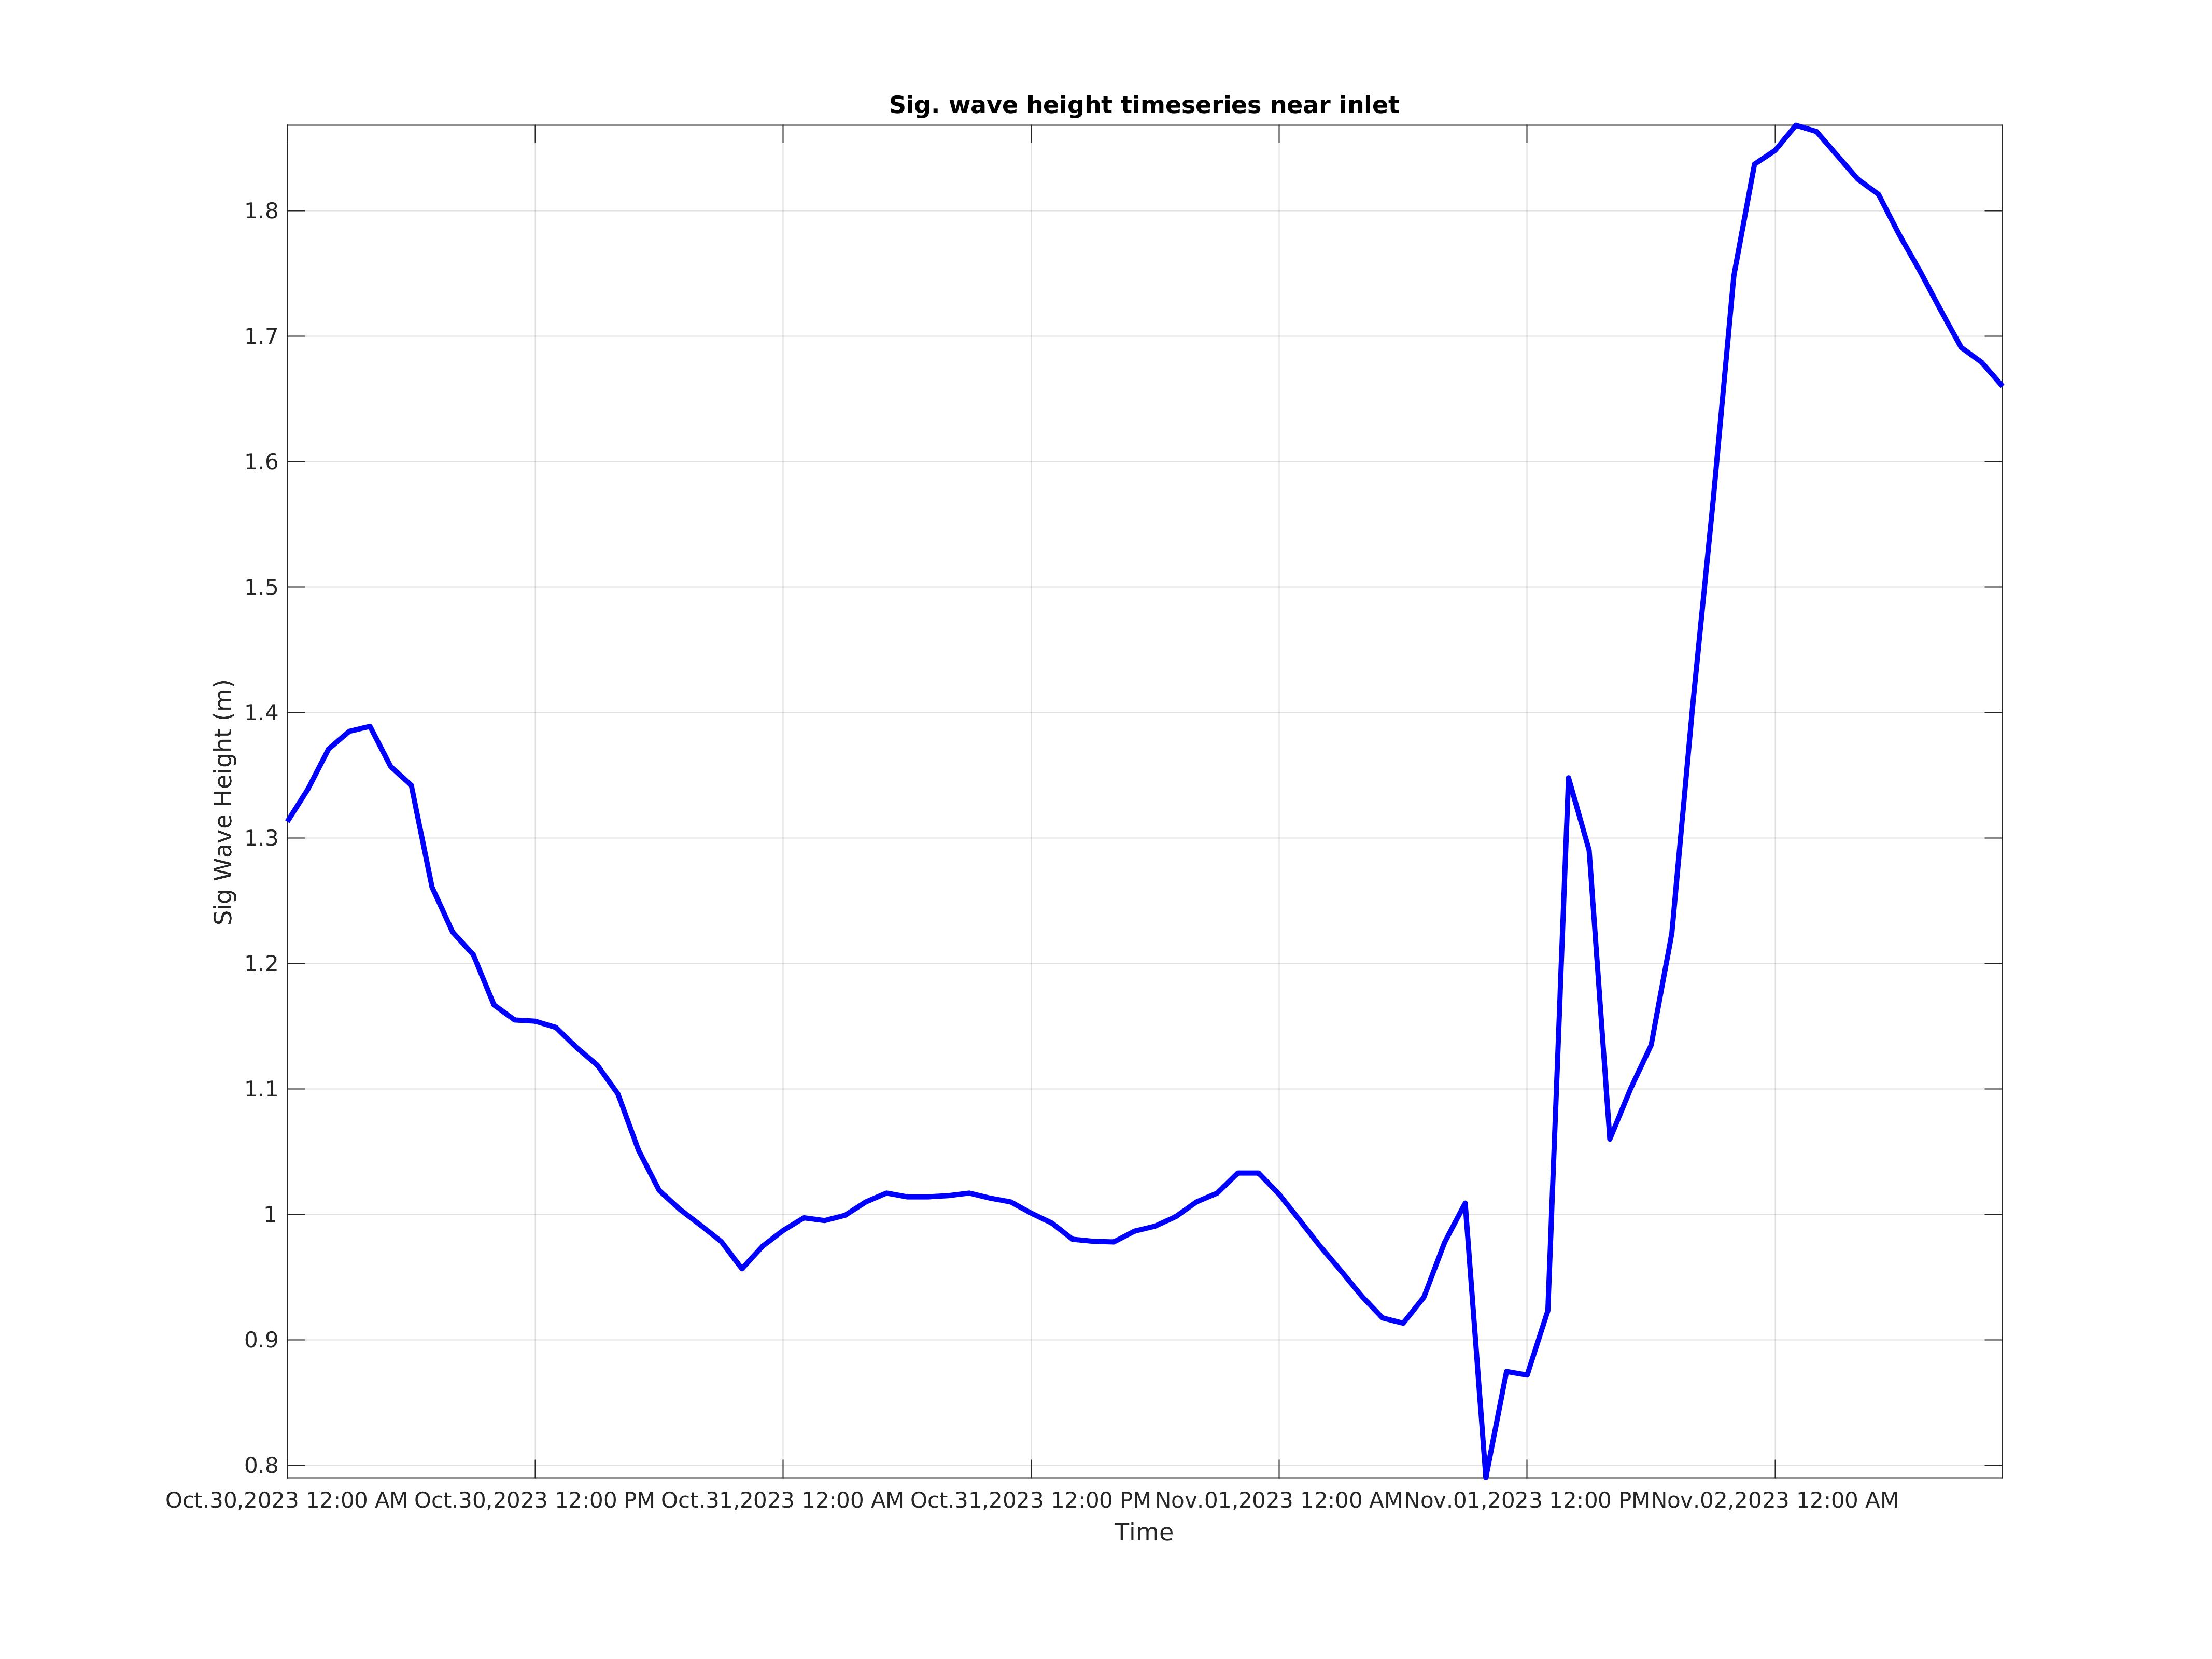 Sig. wave height timeseries near inlet
Sig Wave Height (m)
1.8
1.7
1.6
1.5
1.4
1.3
1.2
1.1
1
0.9
0.8
Oct.30,2023 12:00 AM Oct.30,2023 12:00 PM Oct.31,2023 12:00 AM Oct.31,2023 12:00 PM Nov.01,2023 12:00 AM Nov.01,2023 12:00 PM Nov.02,2023 12:00 AM
Time